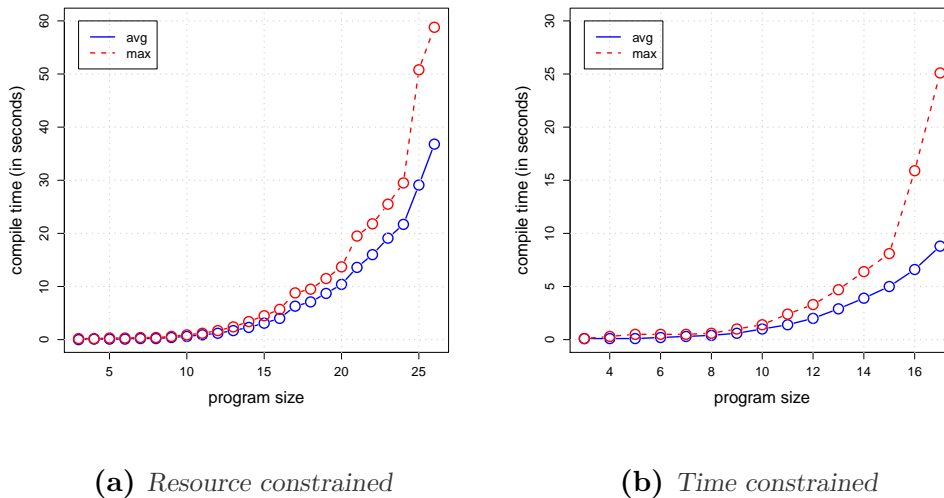 avg
max
compile time (in seconds)
0
10
20
30
40
50
60
5
10
15
20
25
program size
(a) Resource constrained
avg
max
compile time (in seconds)
0
5
10
15
20
25
30
4
6
8
10
12
14
16
program size
(b) Time constrained